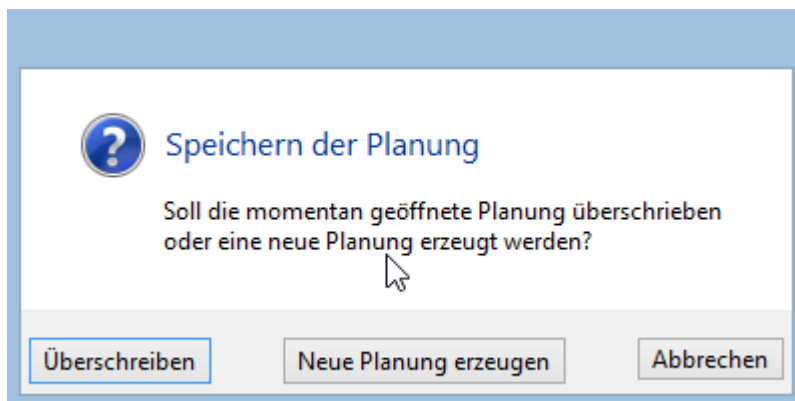 Speichern der Planung
Soll die momentan geöffnete Planung überschrieben
oder eine neue Planung erzeugt werden?
Überschreiben
Neue Planung erzeugen
Abbrechen